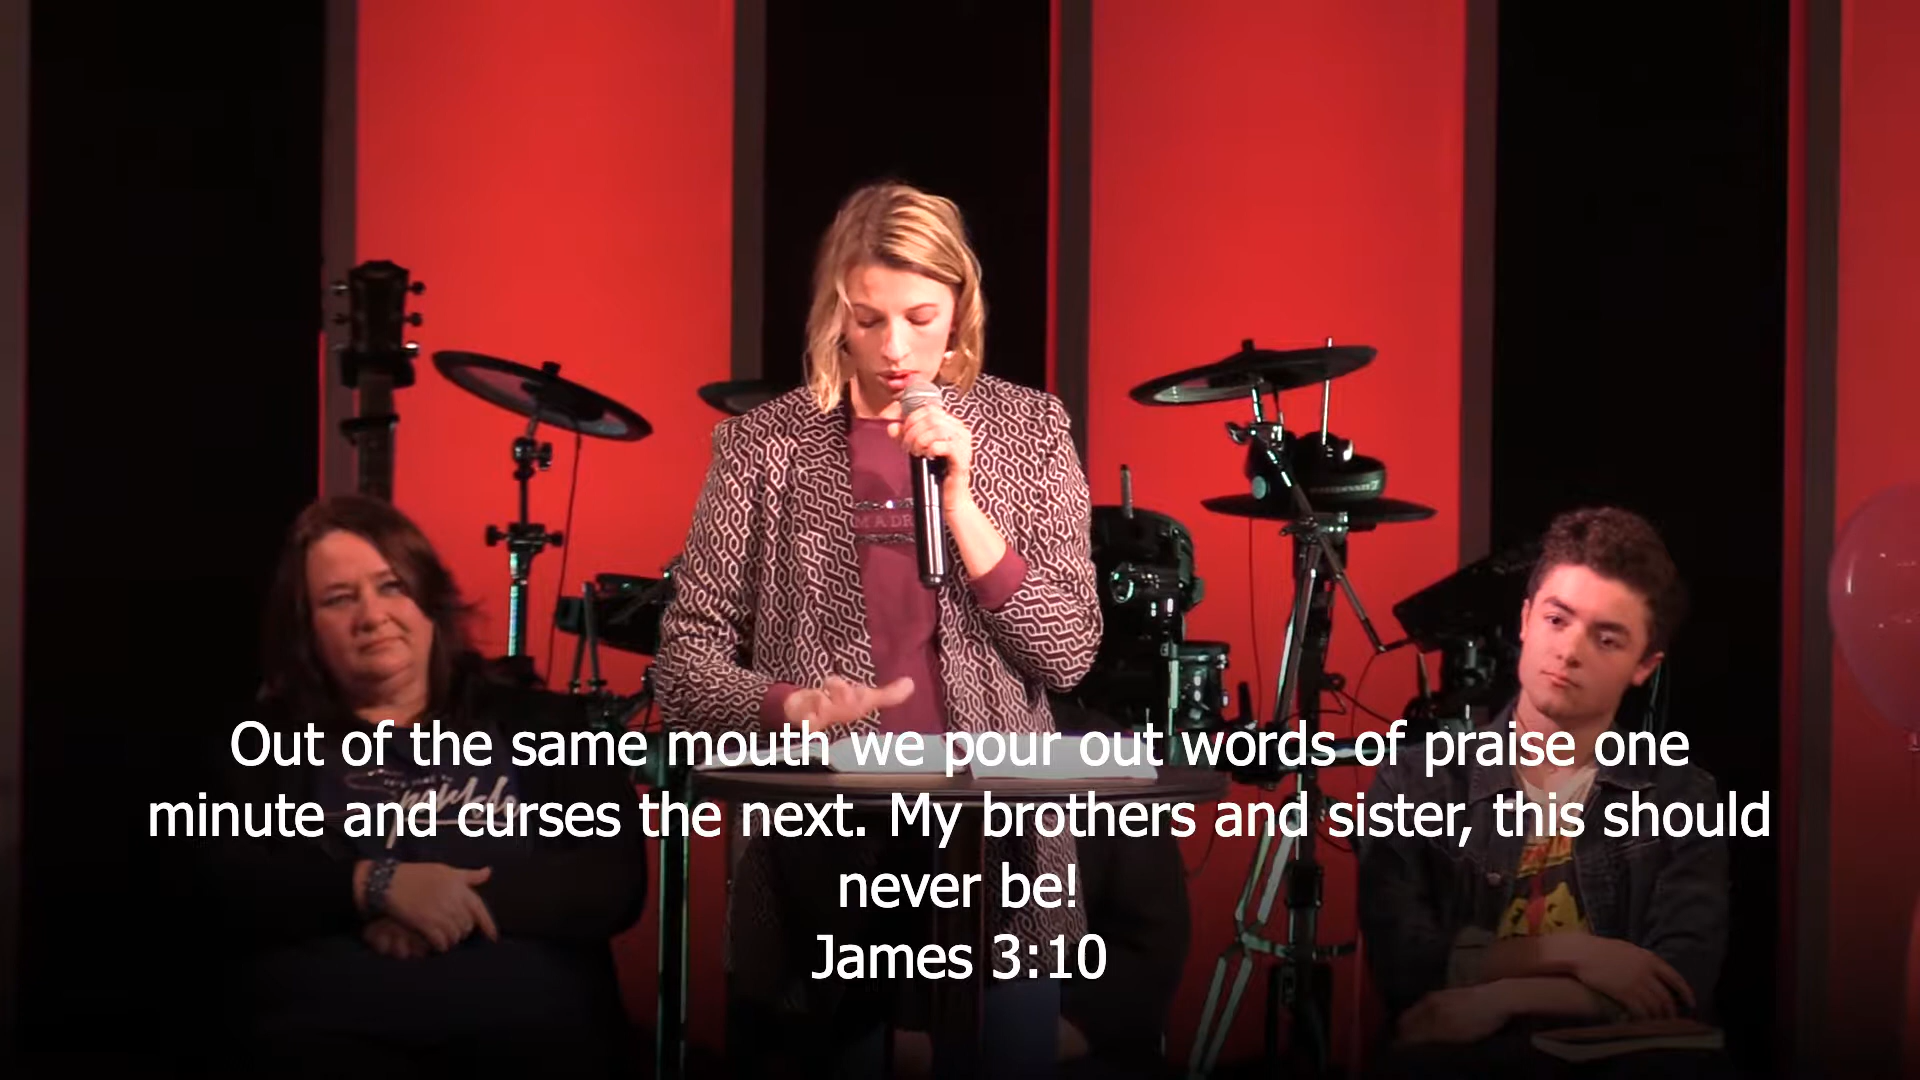 M A DR
Out of the same mouth we pour out words of praise one
minute and curses the next. My brothers and sister, this should
never be!
James 3:10